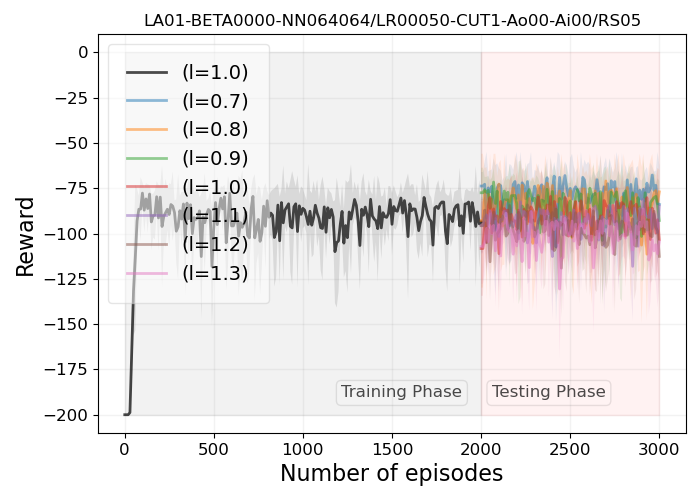 LA01-BETA0000-NN064064/LR00050-CUT1-Ao00-Ai00/RS05
Reward
0
−25
−50
−75
−100
−125
−150
−175
−200
(l=1.0)
(l=0.7)
(l=0.8)
(l=0.9)
(l=1.0)
(l=1.1)
(l=1.2)
(l=1.3)
Training Phase
Testing Phase
0
500
1000
1500
2000
2500
3000
Number of episodes